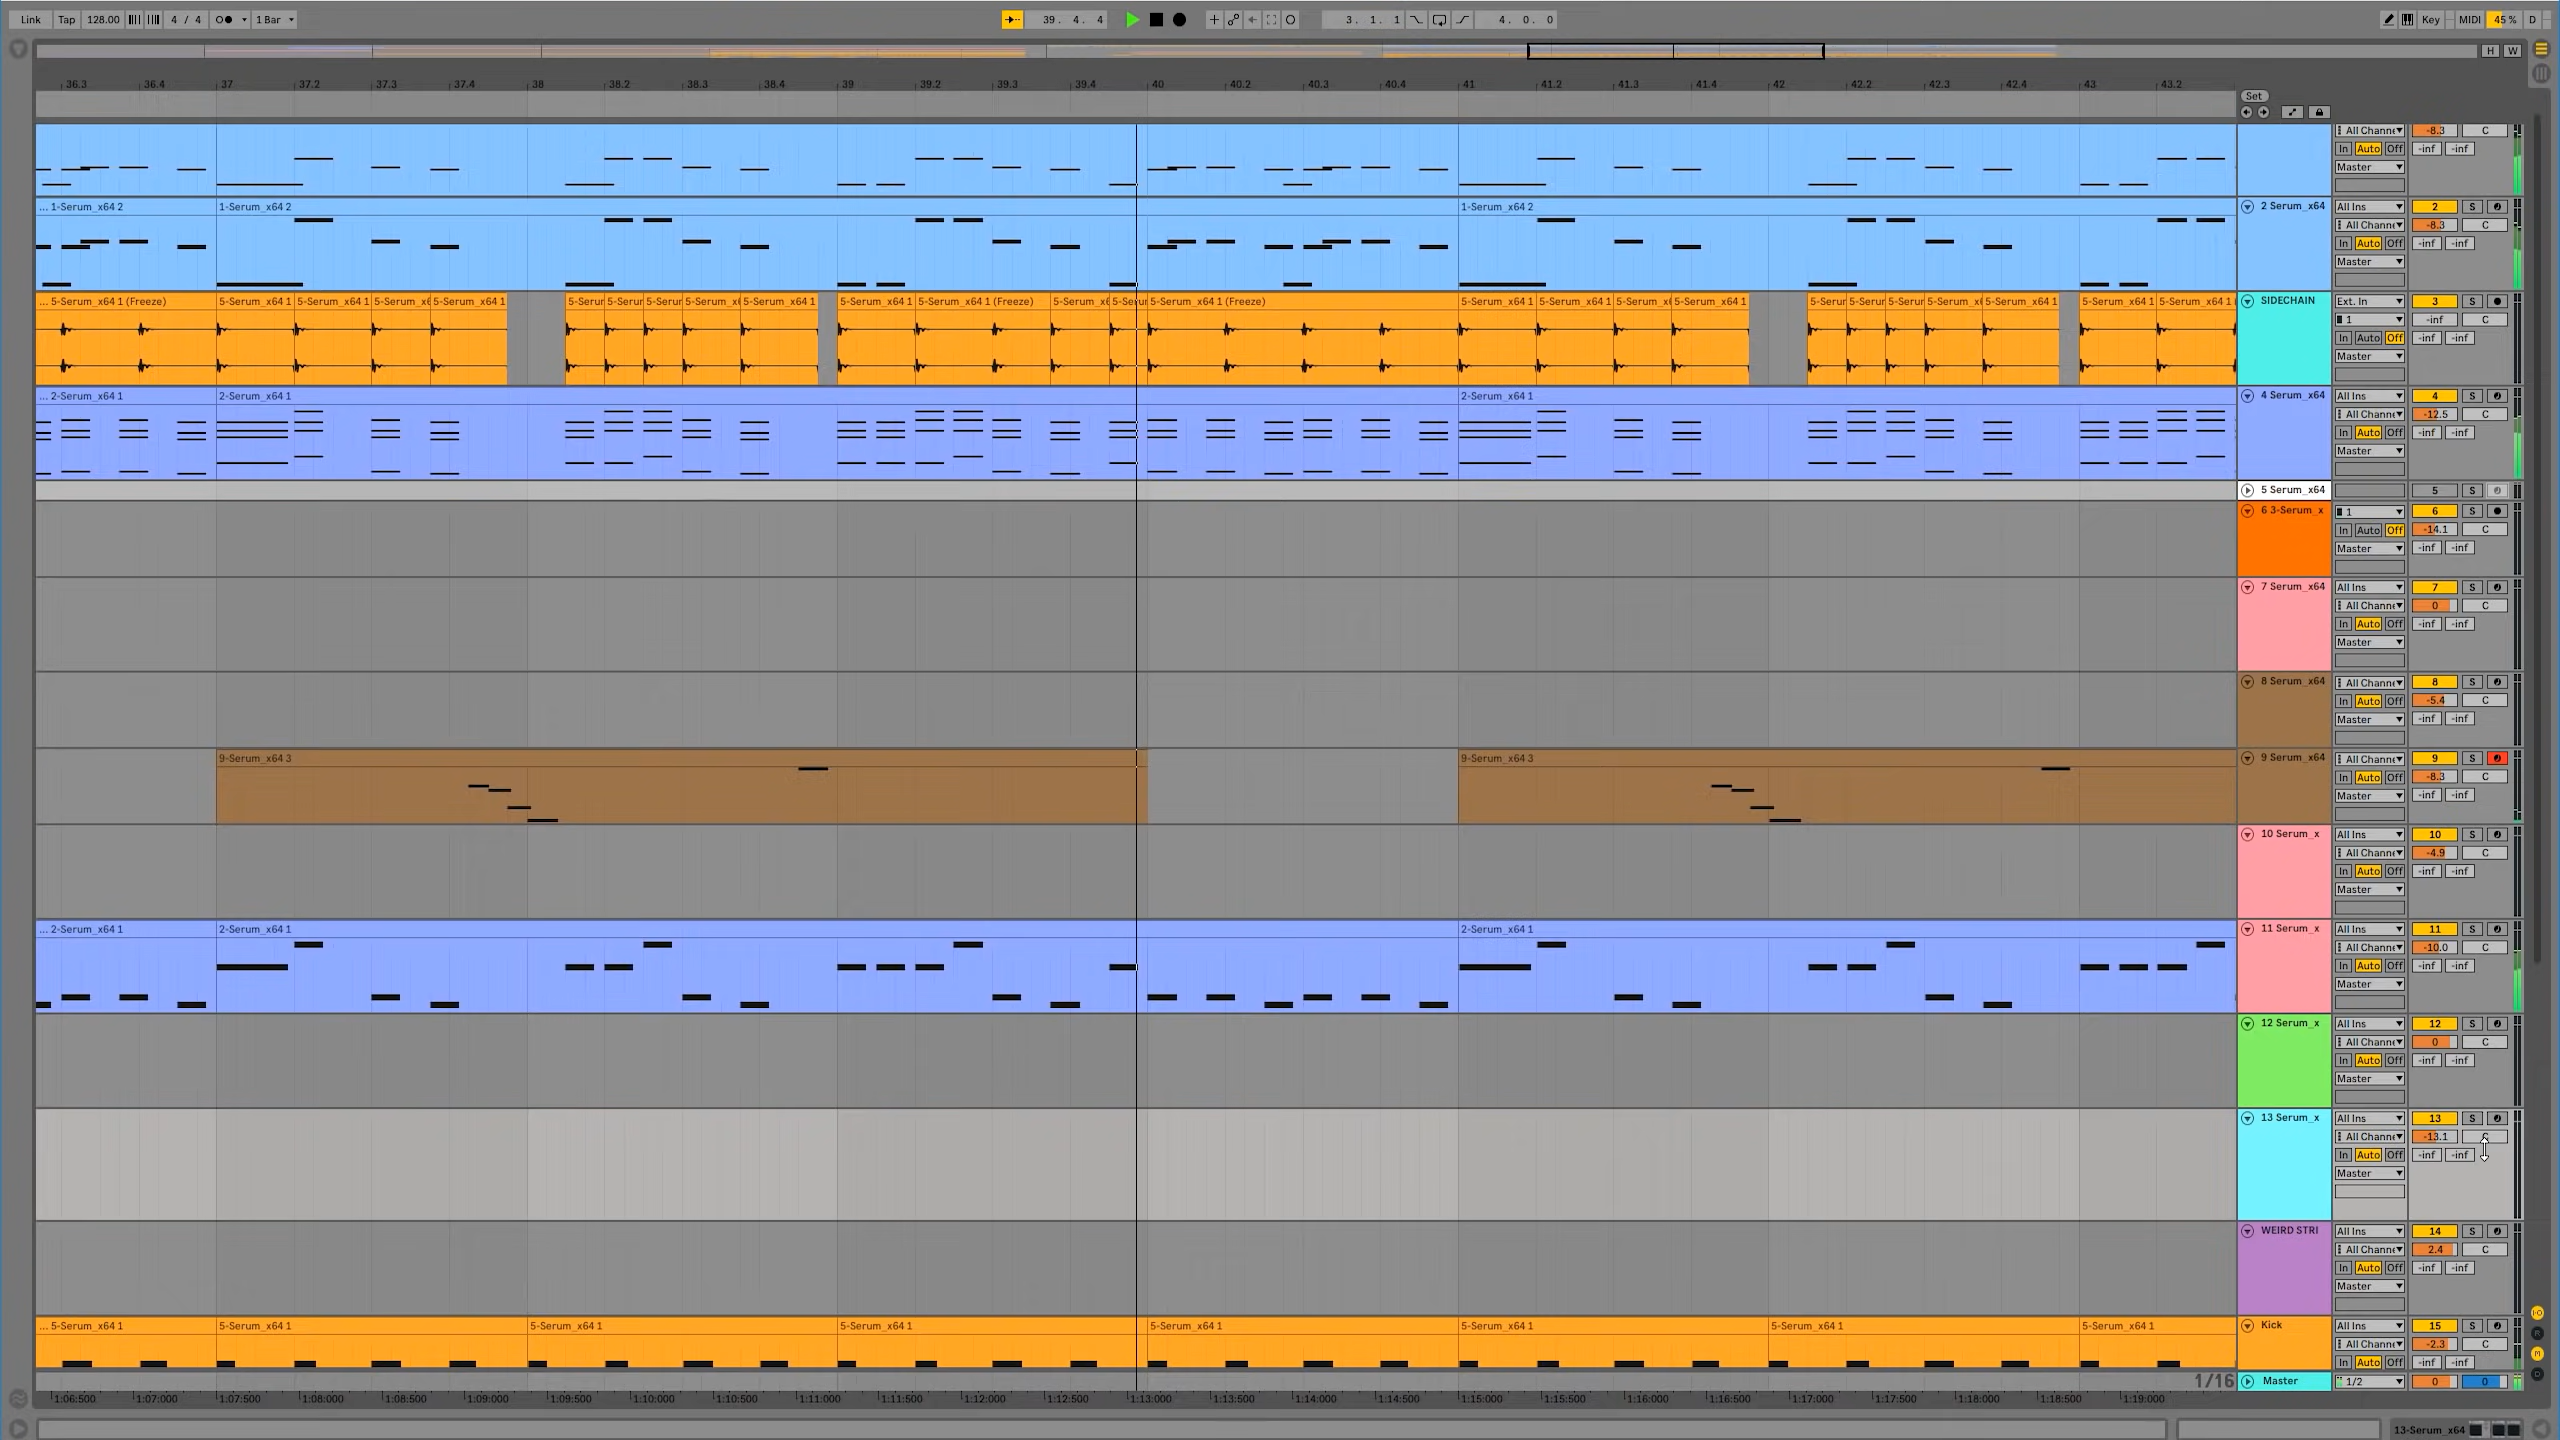 Link Tap 128.00 4 / 4 1 Bar 39. 4. 4 3. 1. 1 4. 0. 0 Key MIDI 45 % D
H W
36.3 36.4 37 37.2 37.3 37.4 38 38.2 38.3 38.4 39 39.2 39.3 39.4 40 40.2 40.3 40.4 41 41.2 41.3 41.4 42 42.2 42.3 42.4 43 43.2
Set
All Channe -8.3 C
In Auto Off -inf -inf
Master
... 1-Serum_x64 2 1-Serum_x64 2 1-Serum_x64 2 2 Serum_x64 All Ins 2 S
All Channe -8.3 C
In Auto Off -inf -inf
Master
... 5-Serum_x64 1 (Freeze) 5-Serum_x64 1 5-Serum_x64 1 5-Serum_x6 5-Serum_x64 1 5-Serur 5-Serum 5-Serum 5-Serum_x 5-Serum_x64 1 5-Serum_x64 1 5-Serum_x64 1 (Freeze) 5-Serum_x6 5-Serum 5-Serum_x64 1 (Freeze) 5-Serum_x64 1 5-Serum_x64 1 5-Serum_x6 5-Serum_x64 1 5-Serum 5-Serum 5-Serum 5-Serum_x 5-Serum_x64 1 5-Serum_x64 1 5-Serum_x64 1 SIDECHAIN Ext. In 3 S
1 -inf C
In Auto Off -inf -inf
Master
... 2-Serum_x64 1 2-Serum_x64 1 2-Serum_x64 1 4 Serum_x64 All Ins 4 S
All Channe -12.5 C
In Auto Off -inf -inf
Master
5 Serum_x64 5 S
6 3-Serum_x 1 6 S
In Auto Off -14.1 C
Master -inf -inf
7 Serum_x64 All Ins 7 S
All Channe 0 C
In Auto Off -inf -inf
Master
8 Serum_x64 All Channe 8 S
In Auto Off -5.4 C
Master -inf -inf
9-Serum_x64 3 9-Serum_x64 3 9 Serum_x64 All Channe 9 S
In Auto Off -8.3 C
Master -inf -inf
10 Serum_x All Ins 10 S
All Channe -4.9 C
In Auto Off -inf -inf
Master
... 2-Serum_x64 1 2-Serum_x64 1 2-Serum_x64 1 11 Serum_x All Ins 11 S
All Channe -10.0 C
In Auto Off -inf -inf
Master
12 Serum_x All Ins 12 S
All Channe 0 C
In Auto Off -inf -inf
Master
13 Serum_x All Ins 13 S
All Channe -13.1 C
In Auto Off -inf -inf
Master
WEIRD STRI All Ins 14 S
All Channe 2.4 C
In Auto Off -inf -inf
Master
... 5-Serum_x64 1 5-Serum_x64 1 5-Serum_x64 1 5-Serum_x64 1 5-Serum_x64 1 5-Serum_x64 1 5-Serum_x64 1 5-Serum_x64 1 Kick All Ins 15 S
All Channe -2.3 C
In Auto Off -inf -inf
1/16 Master 1/2 0 0
1:06:500 1:07:000 1:07:500 1:08:000 1:08:500 1:09:000 1:09:500 1:10:000 1:10:500 1:11:000 1:11:500 1:12:000 1:12:500 1:13:000 1:13:500 1:14:000 1:14:500 1:15:000 1:15:500 1:16:000 1:16:500 1:17:000 1:17:500 1:18:000 1:18:500 1:19:000
13-Serum_x64